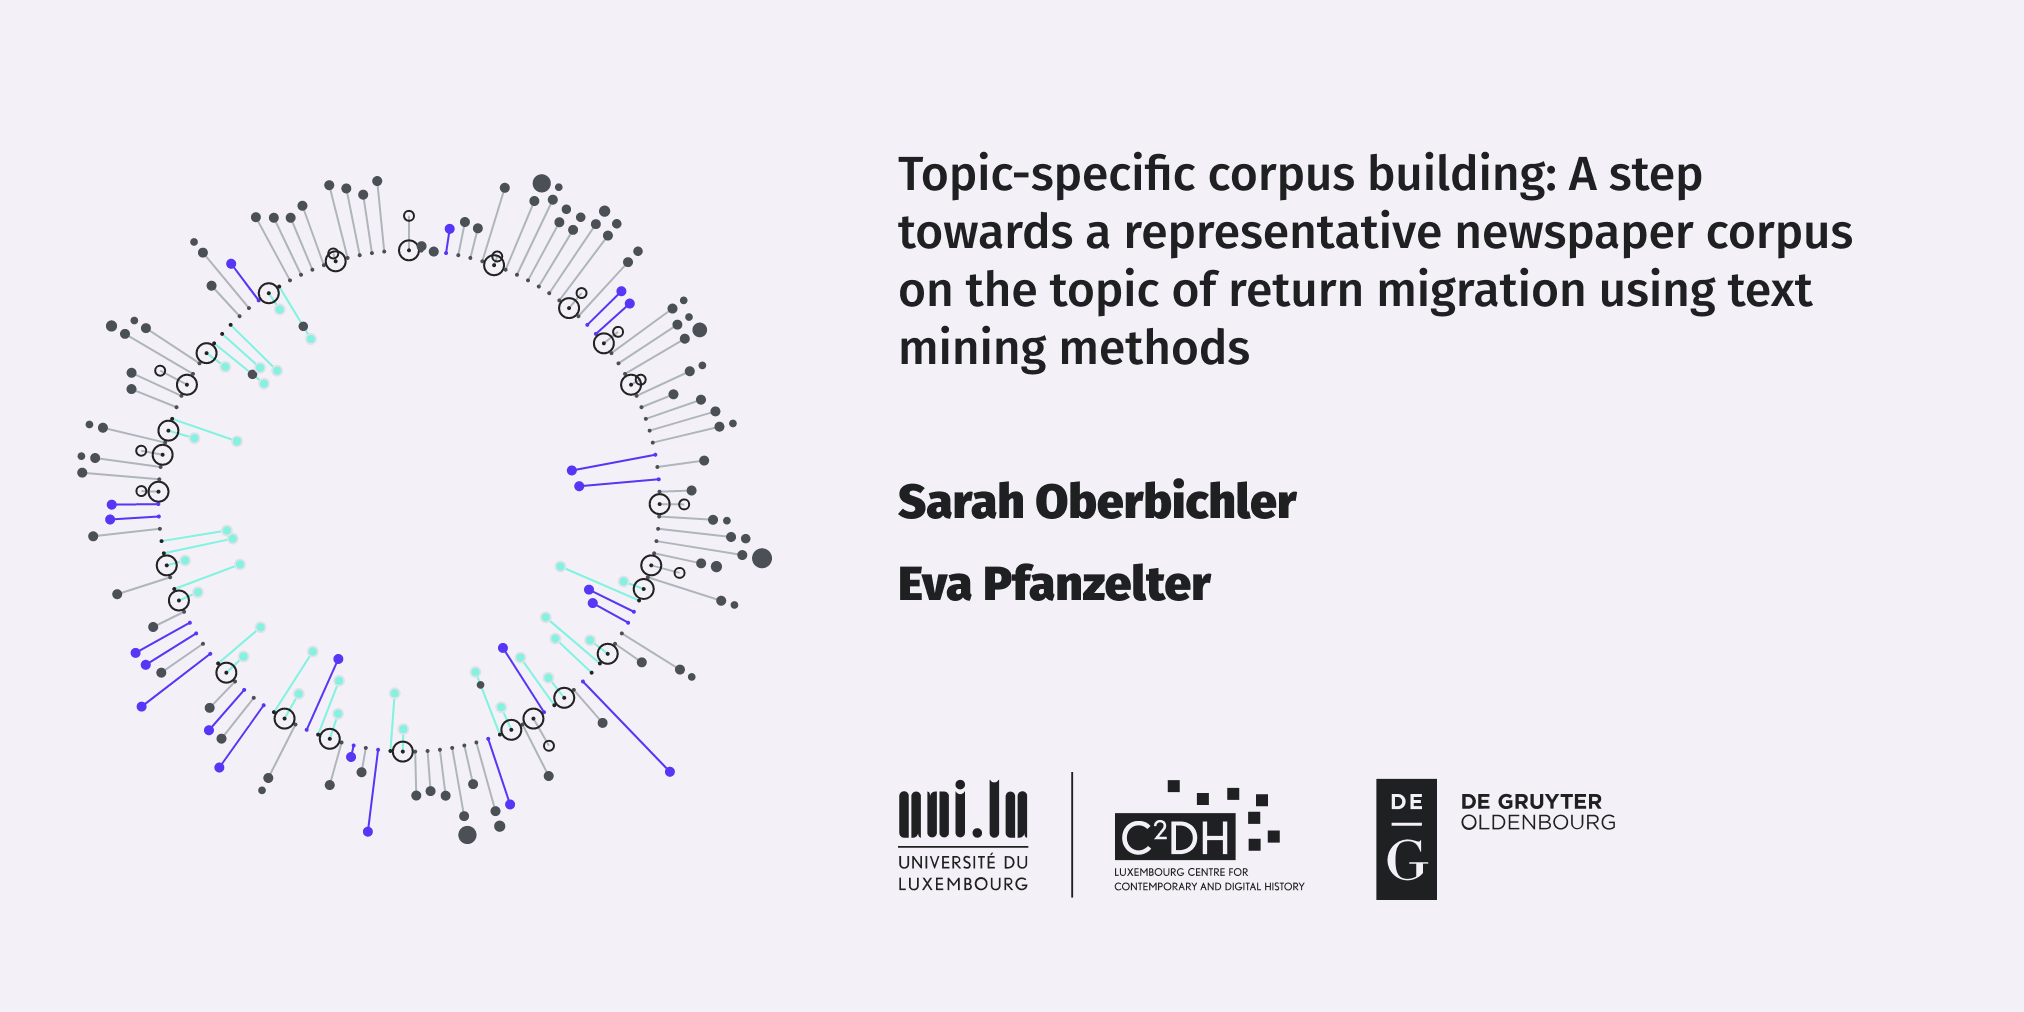 Topic-specific corpus building: A step
towards a representative newspaper corpus
on the topic of return migration using text
mining methods
Sarah Oberbichler
Eva Pfanzelter
uni.lu
UNIVERSITÉ DU
LUXEMBOURG
C²DH
LUXEMBOURG CENTRE FOR
CONTEMPORARY AND DIGITAL HISTORY
DE
G
DE GRUYTER
OLDENBOURG